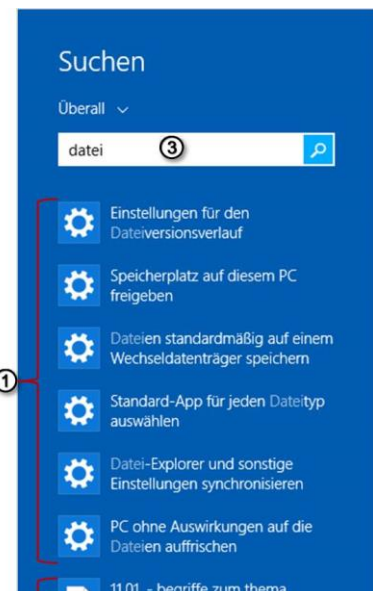 Suchen
Überall
datei
③
Einstellungen für den
Dateiversionsverlauf
Speicherplatz auf diesem PC
freigeben
Dateien standardmäßig auf einem
Wechseldatenträger speichern
①
Standard-App für jeden Dateityp
auswählen
Datei-Explorer und sonstige
Einstellungen synchronisieren
PC ohne Auswirkungen auf die
Dateien auffrischen
11.01. - begriffe zum thema